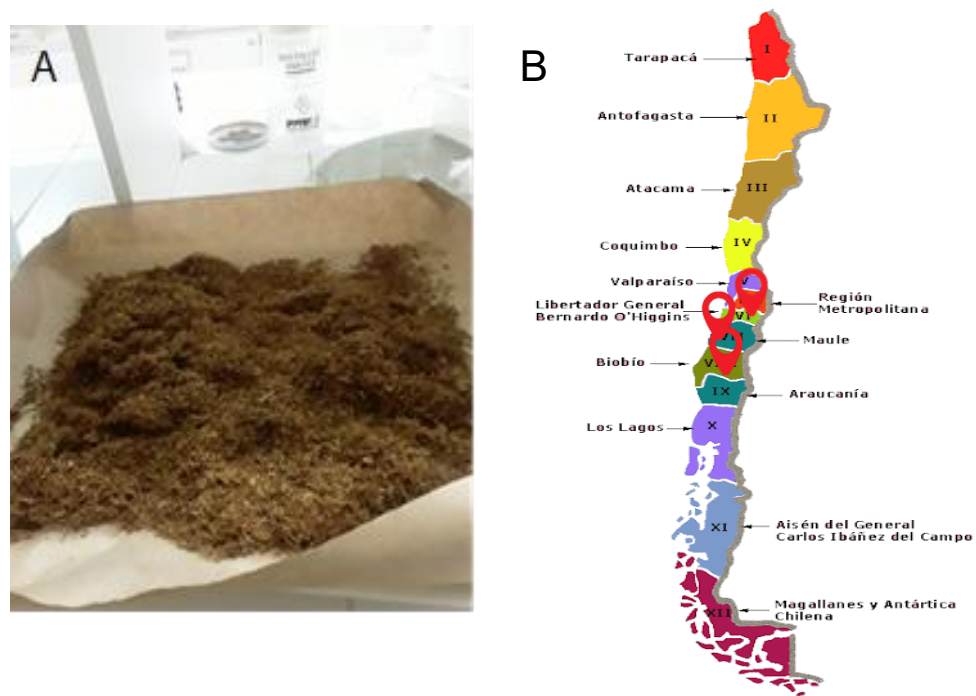 A
B
I
Tarapacá
II
Antofagasta
Atacama
III
IV
Coquimbo
Valparaíso
V
Libertador General
Bernardo O'Higgins
Región
Metropolitana
VI
Maule
Biobío
IX
Araucanía
Los Lagos
X
XI
Aisén del General
Carlos Ibáñez del Campo
XII
Magallanes y Antártica
Chilena